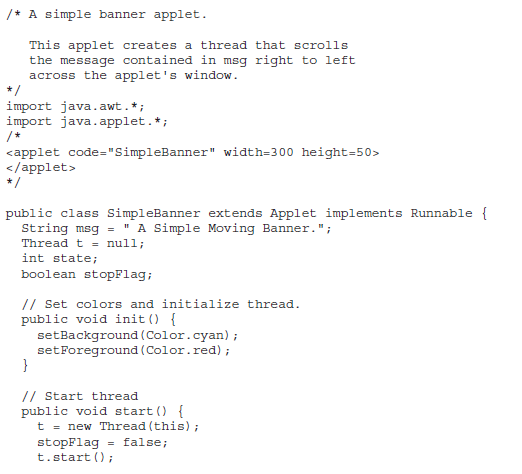 /* A simple banner applet.
This applet creates a thread that scrolls
the message contained in msg right to left
across the applet's window.
*/
import java.awt.*;
import java.applet.*;
/*
<applet code="SimpleBanner" width=300 height=50>
</applet>
*/
public class SimpleBanner extends Applet implements Runnable {
String msg = " A Simple Moving Banner.";
Thread t = null;
int state;
boolean stopFlag;
// Set colors and initialize thread.
public void init() {
setBackground(Color.cyan);
setForeground(Color.red);
}
// Start thread
public void start() {
t = new Thread(this);
stopFlag = false;
t.start();